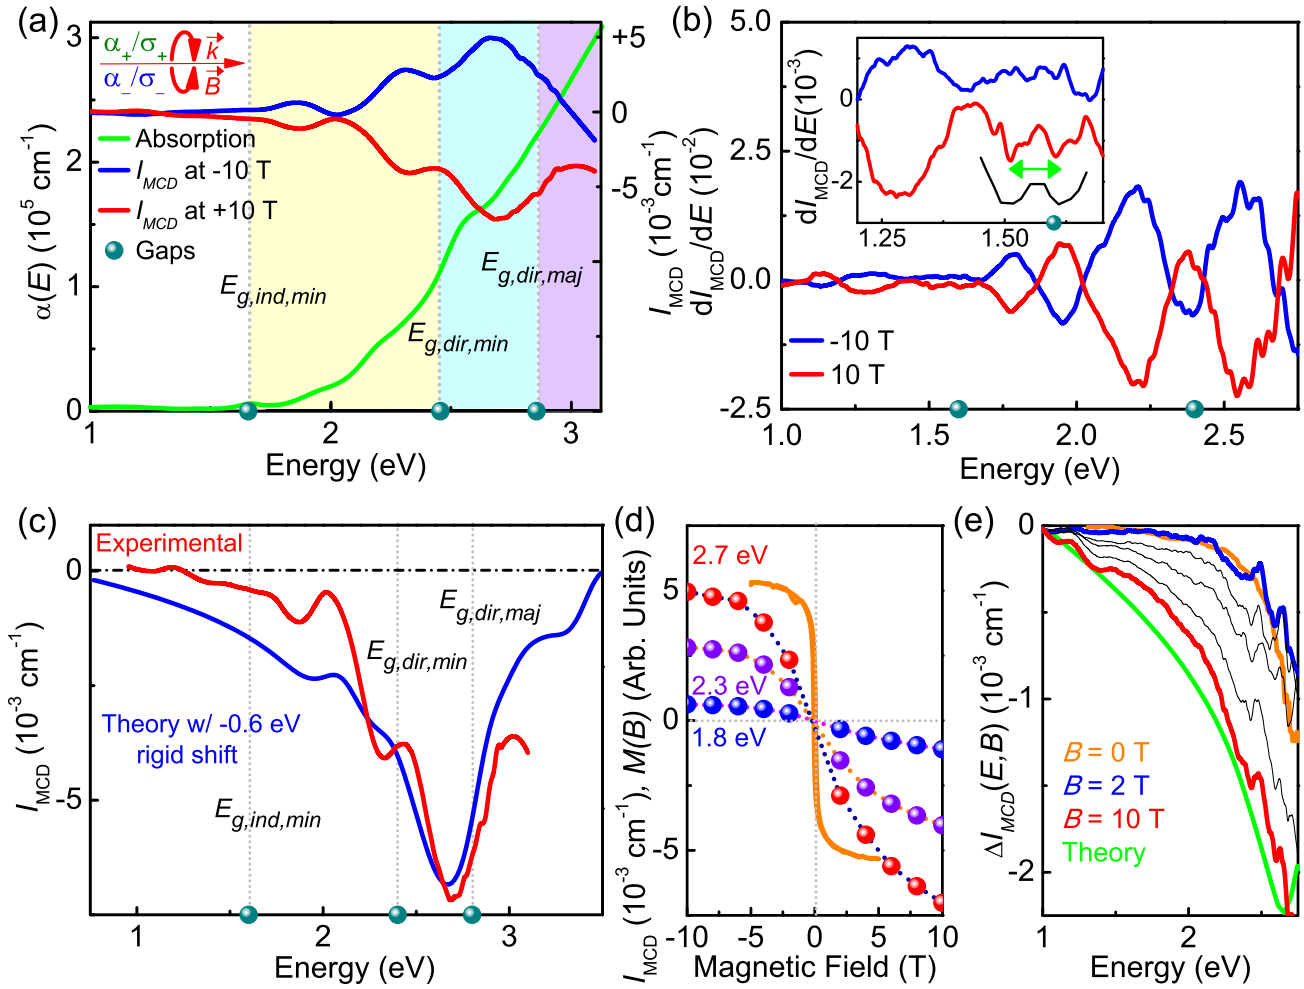 (a)
α₊/σ₊ k
α₋/σ₋ B
Absorption
I_MCD at -10 T
I_MCD at +10 T
Gaps
E_g,ind,min
E_g,dir,min
E_g,dir,maj
3
2
1
0
α(E) (10⁵ cm⁻¹)
+5
0
-5
I_MCD (10⁻³ cm⁻¹)
1 2 3
Energy (eV)
(b)
5.0
2.5
0.0
-2.5
dI_MCD/dE (10⁻²)
0
-2
dI_MCD/dE(10⁻³)
1.25 1.50
-10 T
10 T
1.0 1.5 2.0 2.5
Energy (eV)
(c)
Experimental
E_g,dir,maj
E_g,dir,min
Theory w/ -0.6 eV
rigid shift
E_g,ind,min
0
-5
I_MCD (10⁻³ cm⁻¹)
1 2 3
Energy (eV)
(d)
2.7 eV
2.3 eV
1.8 eV
5
0
-5
I_MCD (10⁻³ cm⁻¹), M(B) (Arb. Units)
-10 -5 0 5 10
Magnetic Field (T)
(e)
0
-1
-2
ΔI_MCD(E,B) (10⁻³ cm⁻¹)
B = 0 T
B = 2 T
B = 10 T
Theory
1 2
Energy (eV)